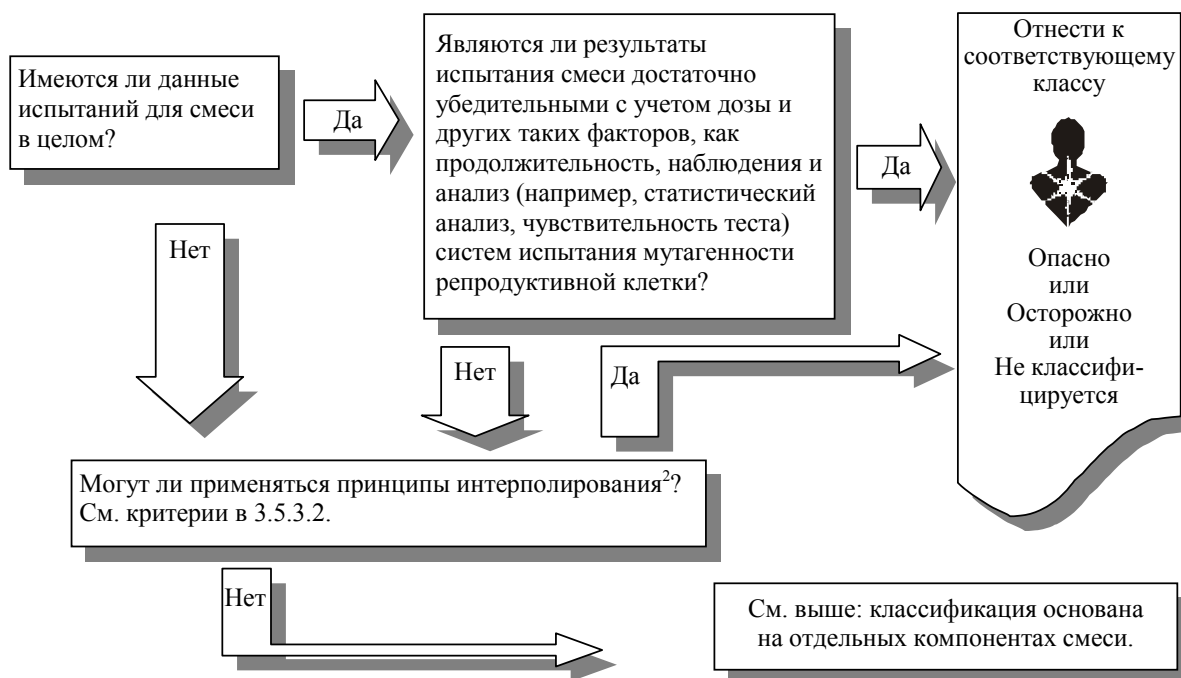 Имеются ли данные
испытаний для смеси
в целом?
Да
Являются ли результаты
испытания смеси достаточно
убедительными с учетом дозы и
других таких факторов, как
продолжительность, наблюдения и
анализ (например, статистический
анализ, чувствительность теста)
систем испытания мутагенности
репродуктивной клетки?
Да
Отнести к
соответствующему
классу
Опасно
или
Осторожно
или
Не классифи-
цируется
Нет
Нет
Да
Могут ли применяться принципы интерполирования²?
См. критерии в 3.5.3.2.
Нет
См. выше: классификация основана
на отдельных компонентах смеси.